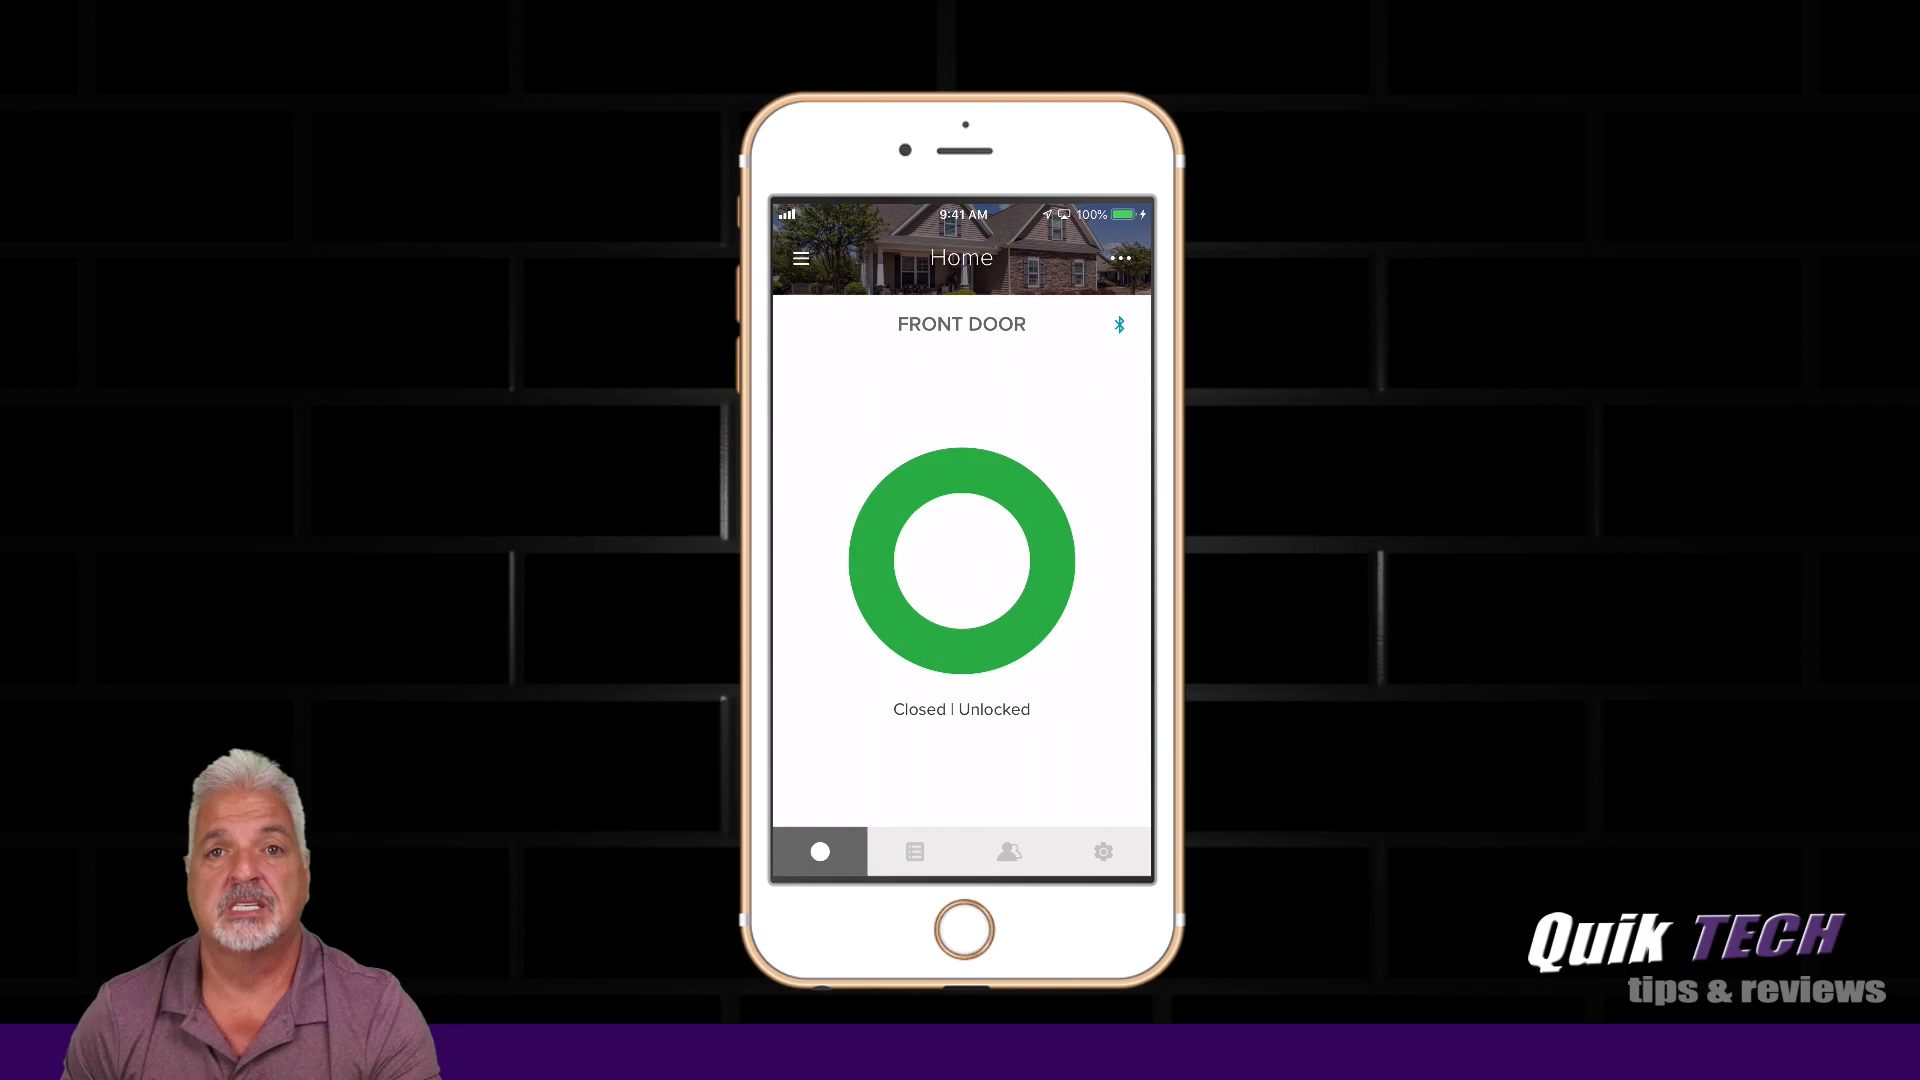 9:41 AM
100%
Home
FRONT DOOR
Closed | Unlocked
Quik TECH
tips & reviews